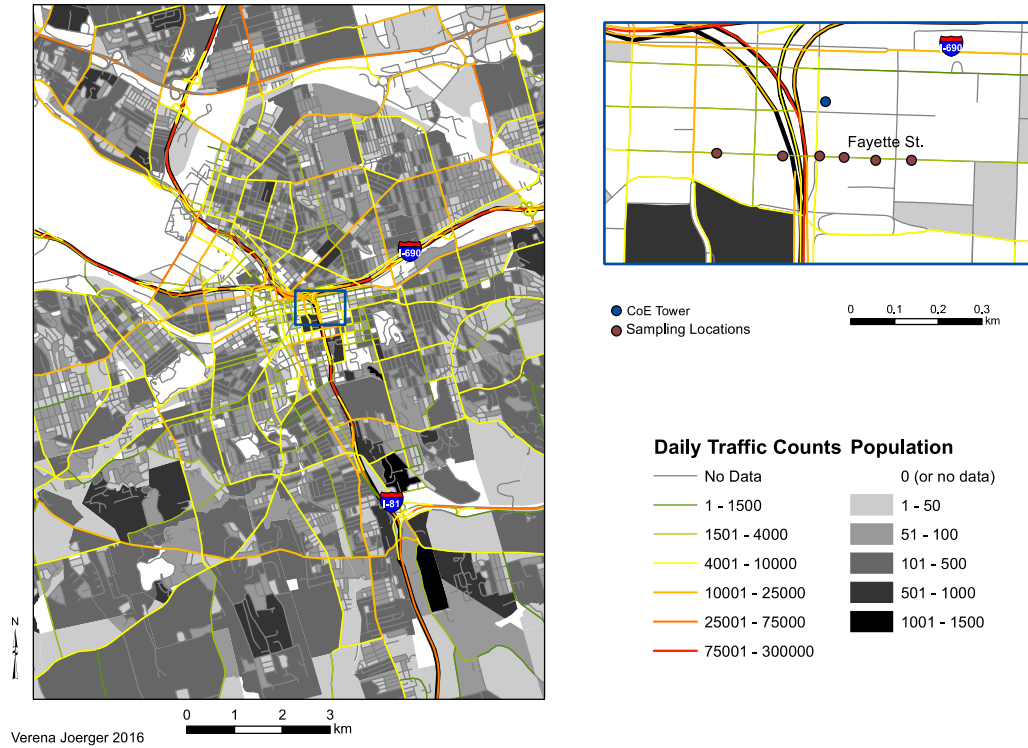 I-690
I-81
N
0 1 2 3
km
Verena Joerger 2016
I-690
Fayette St.
CoE Tower
Sampling Locations
0 0.1 0.2 0.3
km
Daily Traffic Counts Population
No Data 0 (or no data)
1 - 1500 1 - 50
1501 - 4000 51 - 100
4001 - 10000 101 - 500
10001 - 25000 501 - 1000
25001 - 75000 1001 - 1500
75001 - 300000